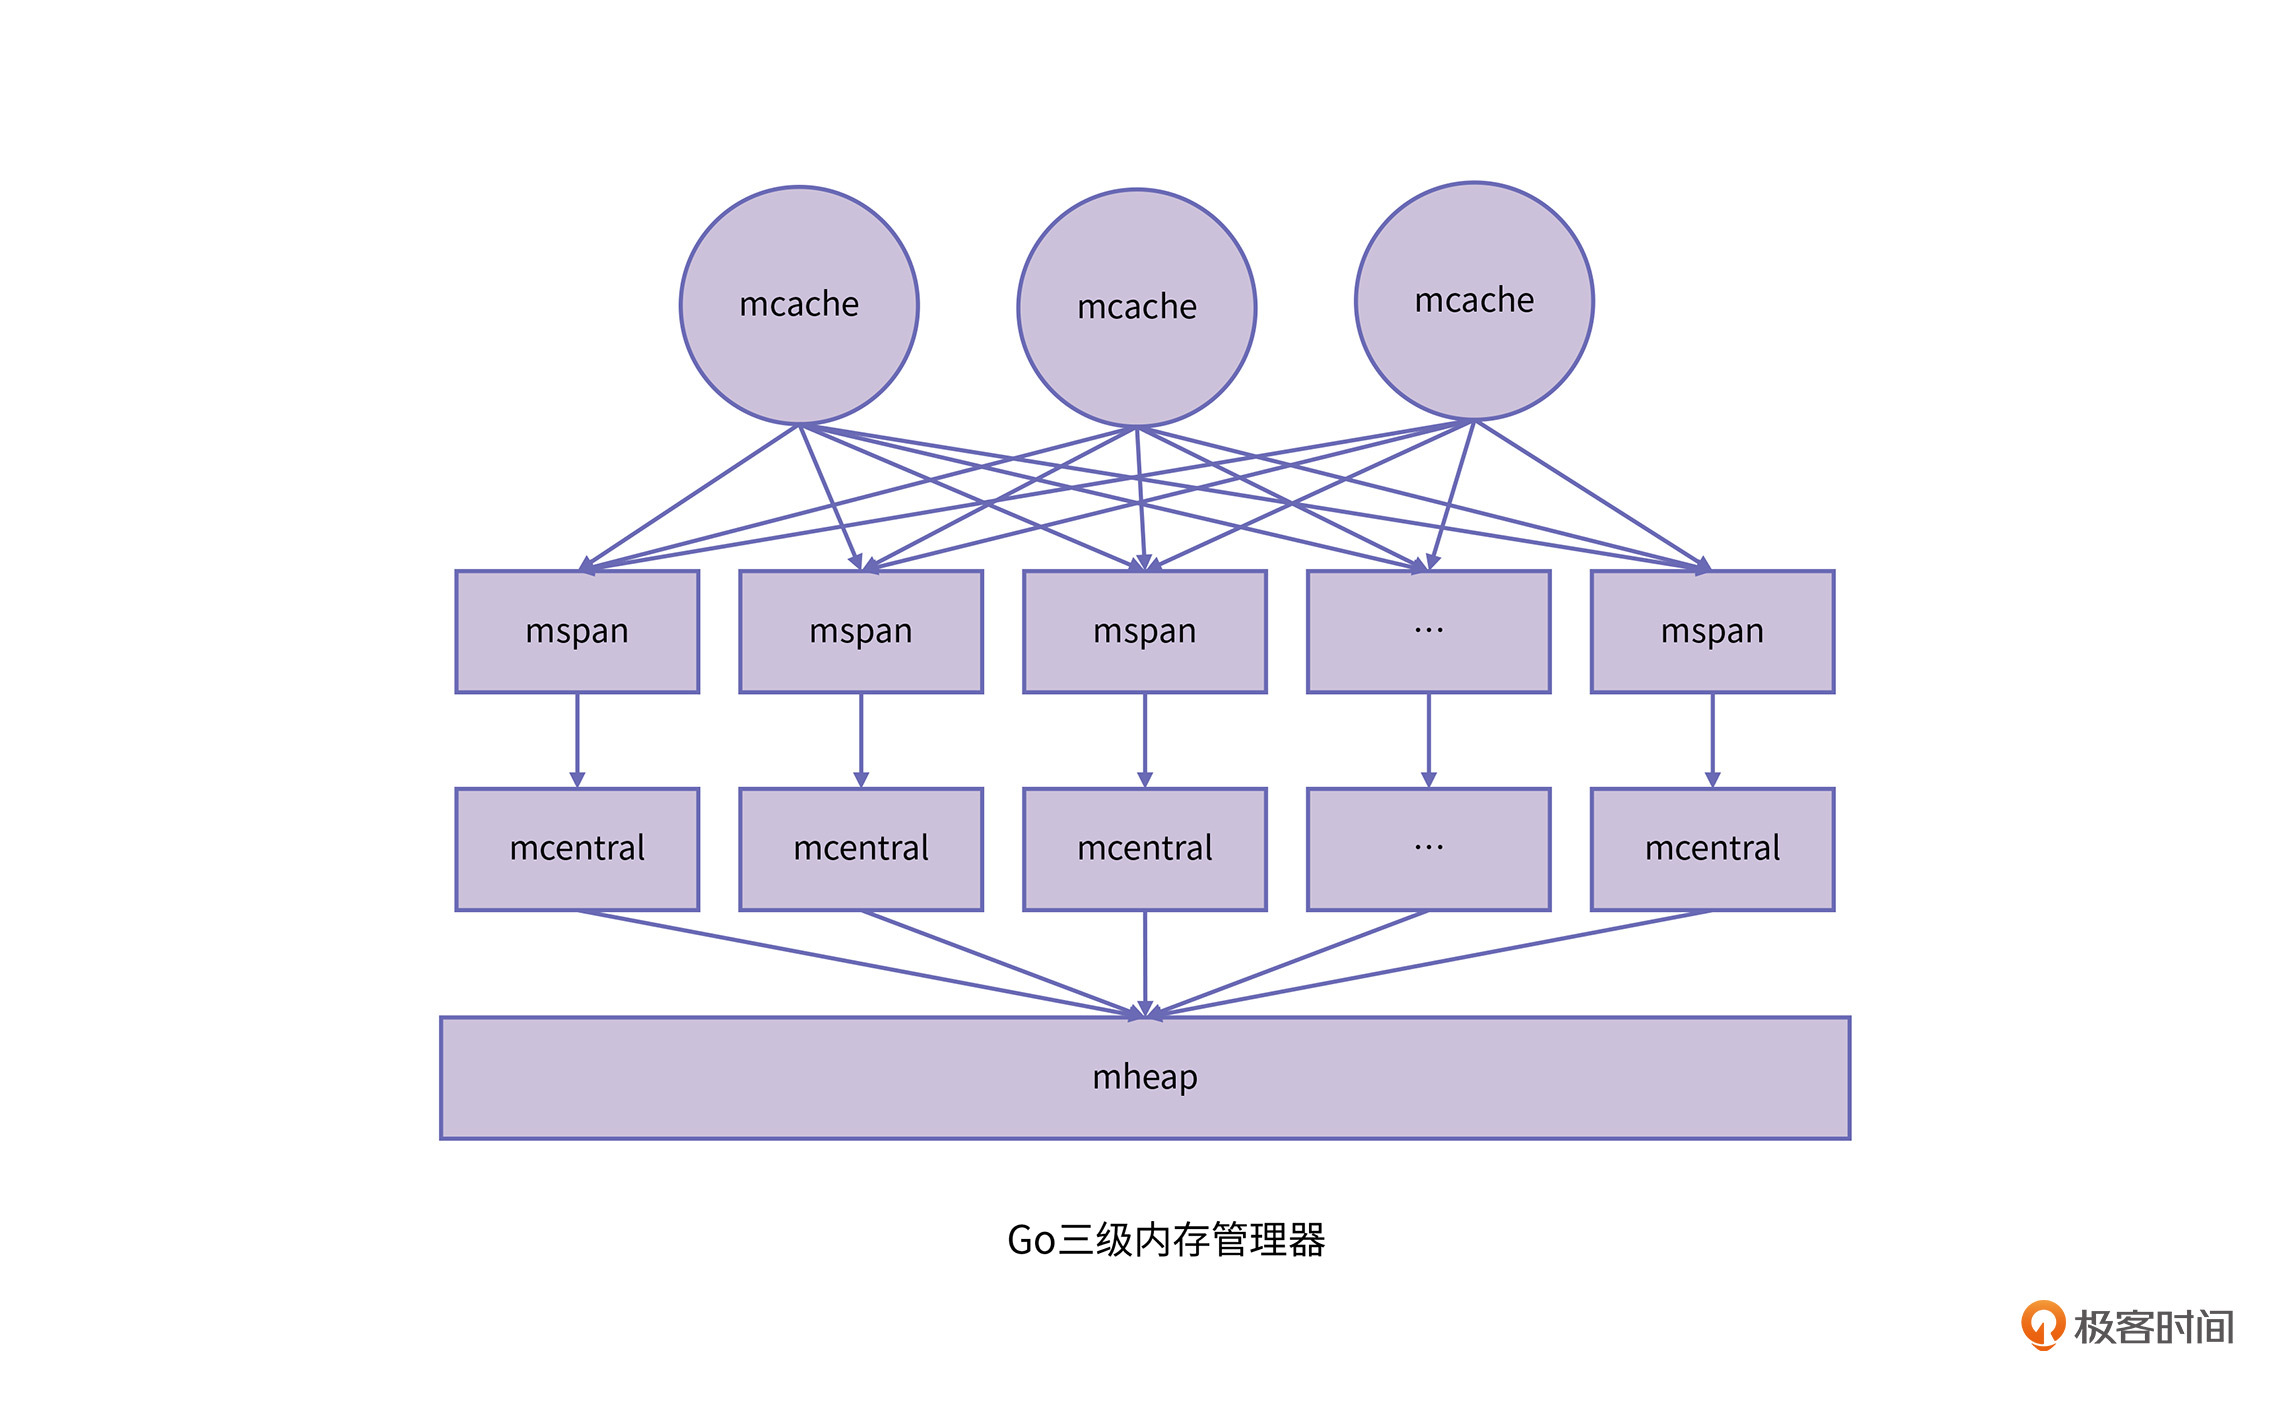 mcache
mcache
mcache
mspan
mspan
mspan
...
mspan
mcentral
mcentral
mcentral
...
mcentral
mheap
Go三级内存管理器
极客时间